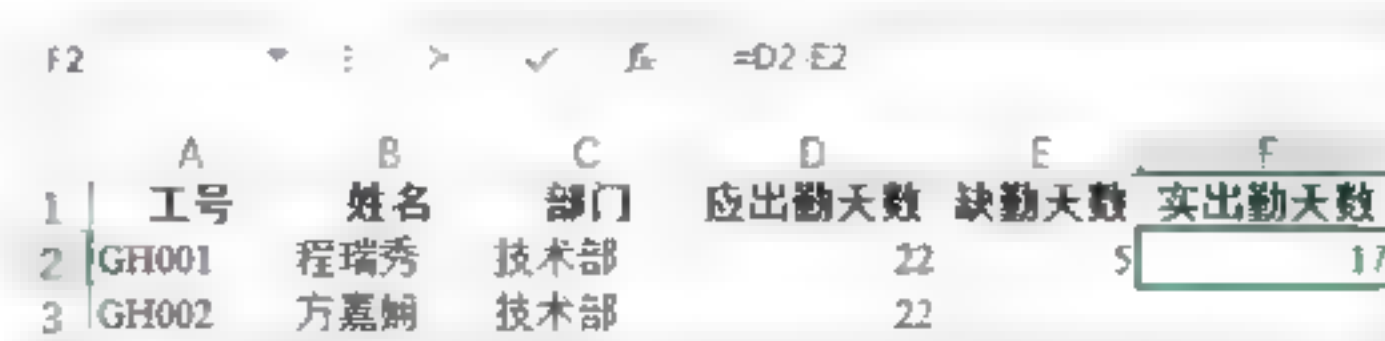 F2 fx =D2-E2
A B C D E F
1 工号 姓名 部门 应出勤天数 缺勤天数 实出勤天数
2 GH001 程瑞秀 技术部 22 5 17
3 GH002 方嘉娴 技术部 22